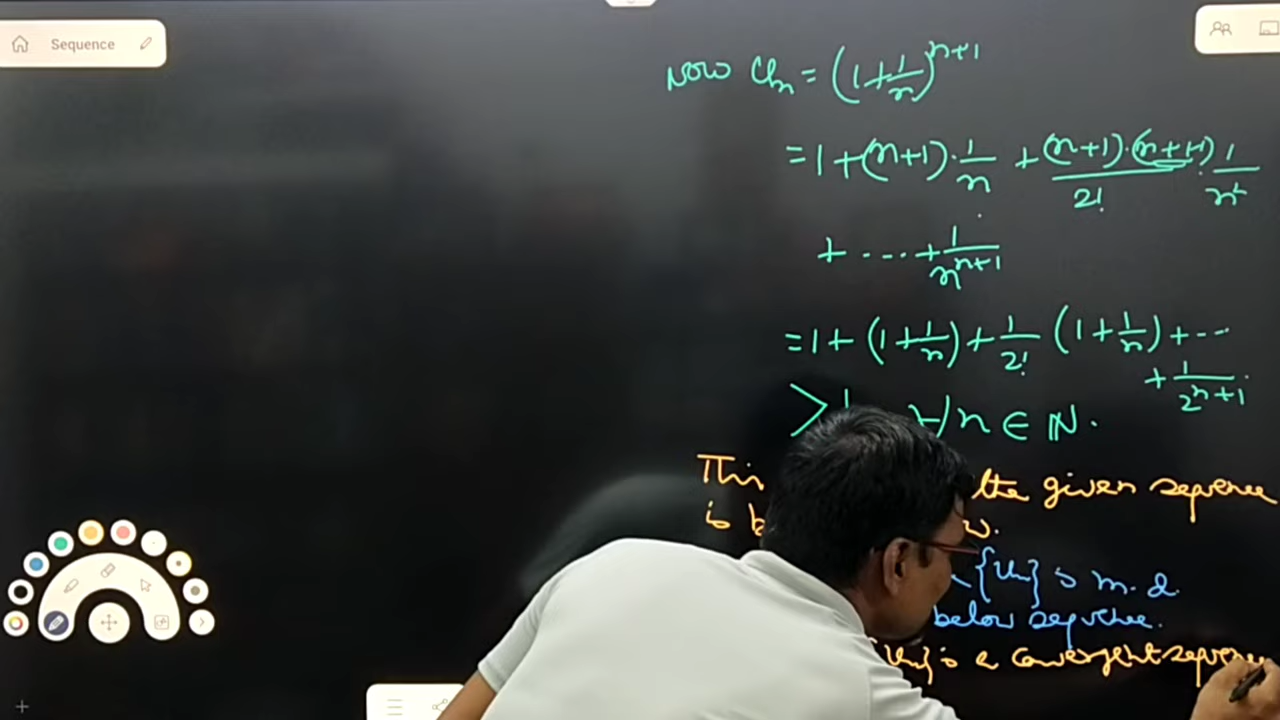 Sequence
Now Un = (1+1/n)^n+1
= 1 + (n+1)·1/n + (n+1)·(n+1-1)/2! · 1/n²
+ ···· + 1/n^n+1
= 1 + (1+1/n) + 1/2! (1+1/n) + ···
+ 1/2^n+1 .
> 1 ∀ n ∈ ℕ.
the given sequence
is
{Un} is m.d.
below sequence.
{Un} is a convergent sequence